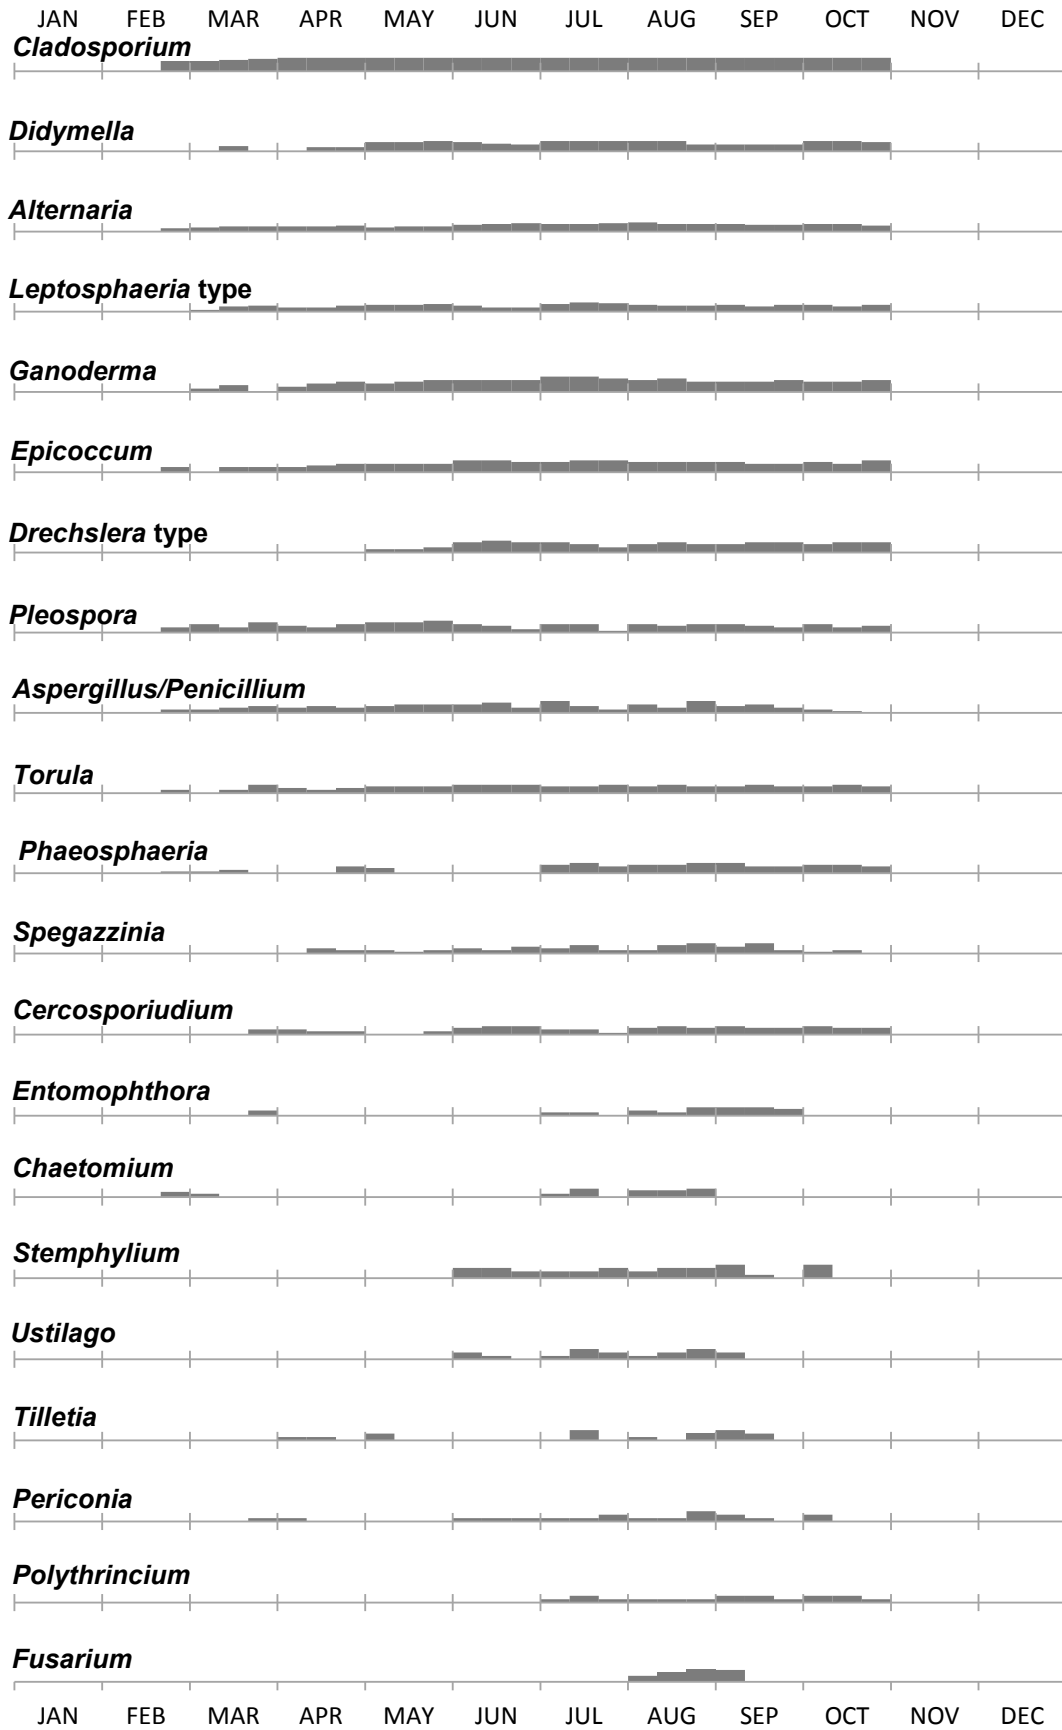 JAN FEB MAR APR MAY JUN JUL AUG SEP OCT NOV DEC
Cladosporium
Didymella
Alternaria
Leptosphaeria type
Ganoderma
Epicoccum
Drechslera type
Pleospora
Aspergillus/Penicillium
Torula
Phaeosphaeria
Spegazzinia
Cercosporiudium
Entomophthora
Chaetomium
Stemphylium
Ustilago
Tilletia
Periconia
Polythrincium
Fusarium
JAN FEB MAR APR MAY JUN JUL AUG SEP OCT NOV DEC